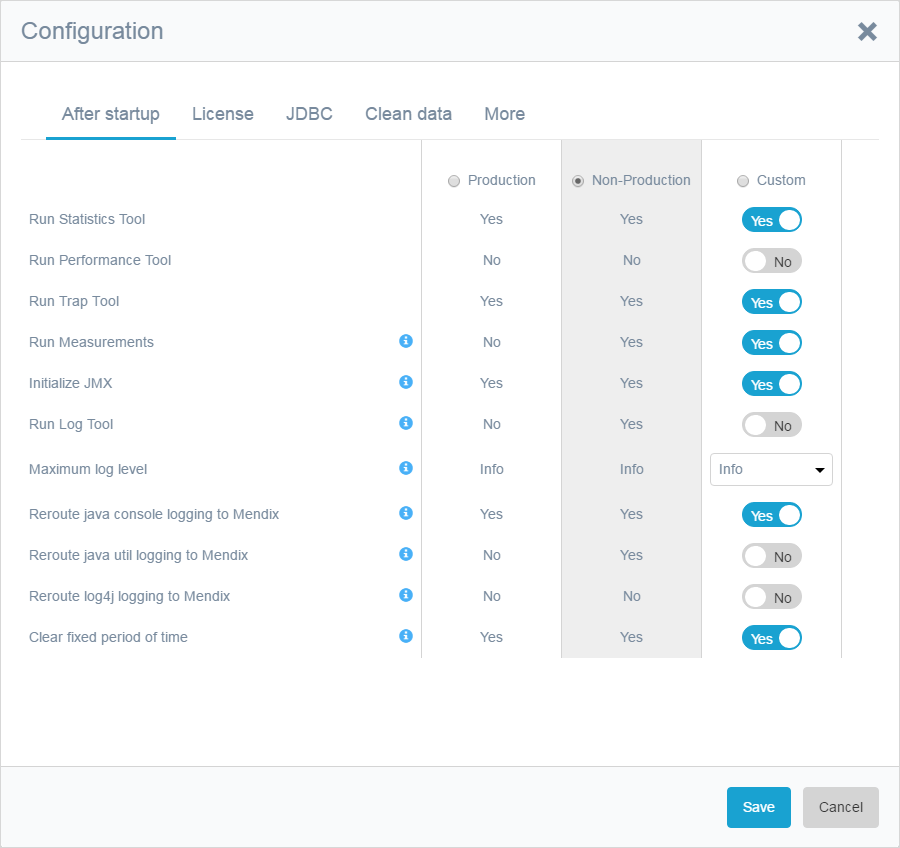 Configuration
After startup License JDBC Clean data More
Production Non-Production Custom
Run Statistics Tool Yes Yes Yes
Run Performance Tool No No No
Run Trap Tool Yes Yes Yes
Run Measurements No Yes Yes
Initialize JMX Yes Yes Yes
Run Log Tool No Yes No
Maximum log level Info Info Info
Reroute java console logging to Mendix Yes Yes Yes
Reroute java util logging to Mendix No Yes No
Reroute log4j logging to Mendix No No No
Clear fixed period of time Yes Yes Yes
Save Cancel